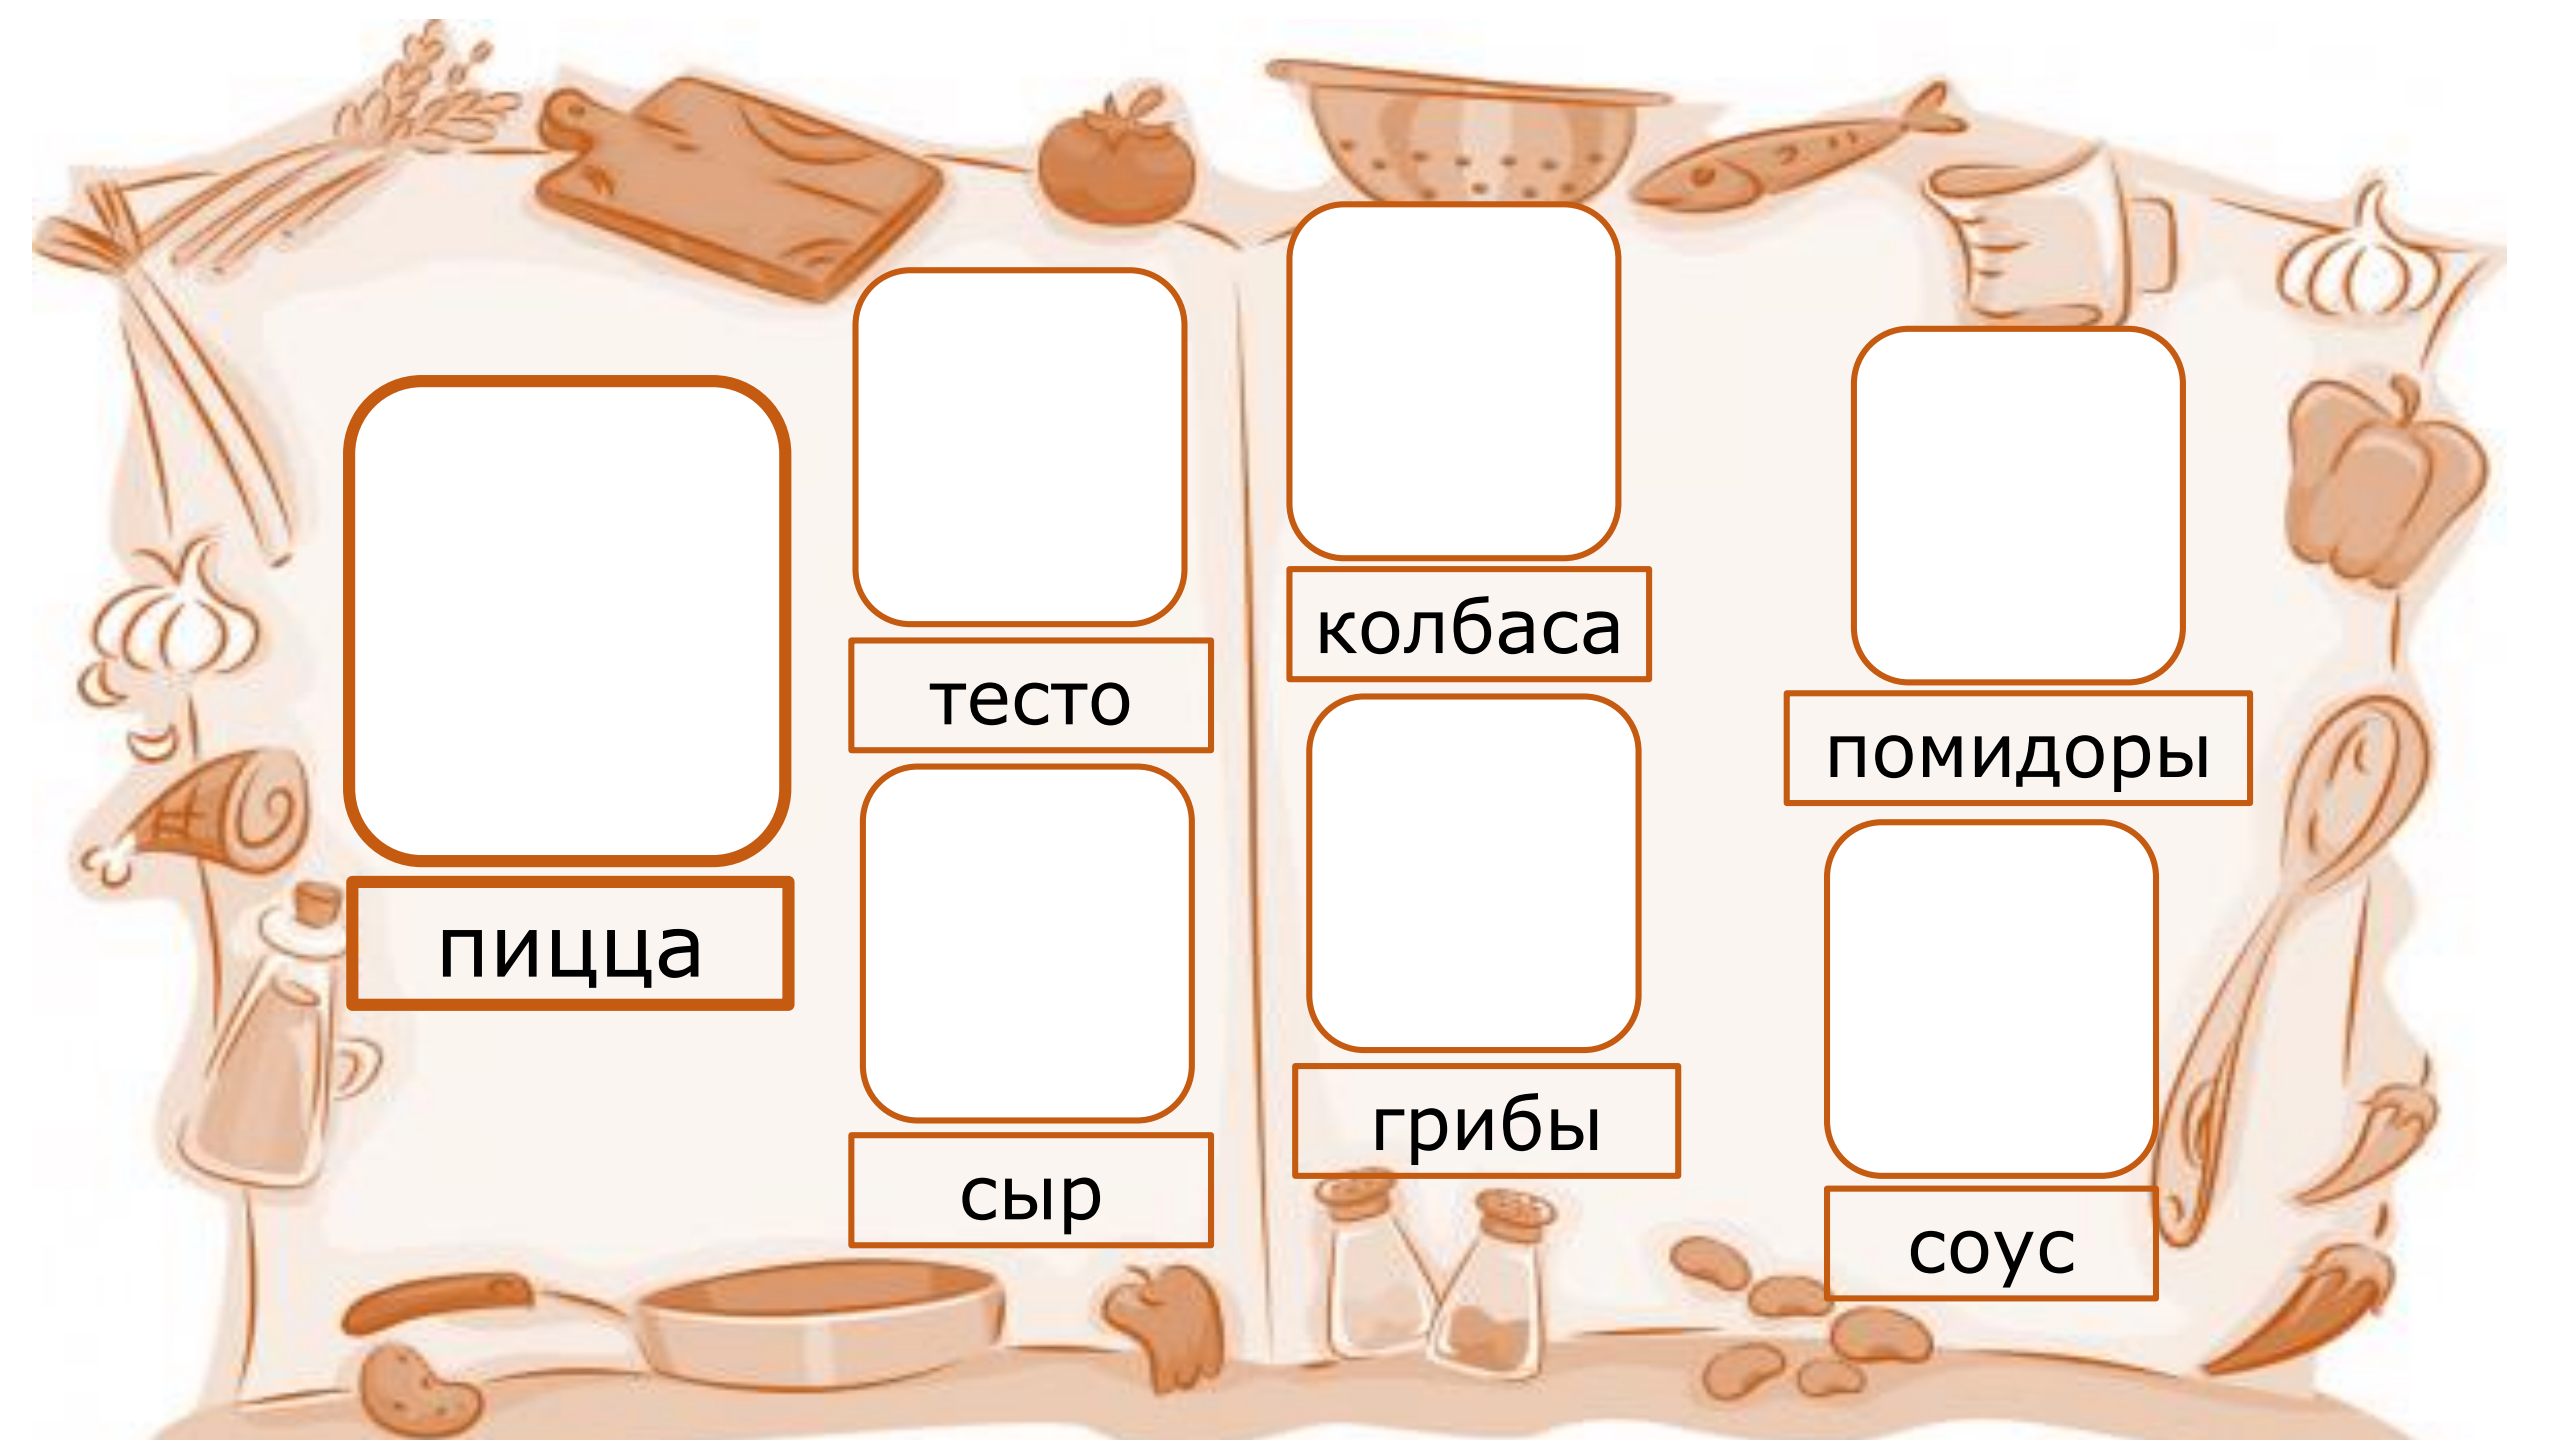 пицца
тесто
сыр
колбаса
грибы
помидоры
соус